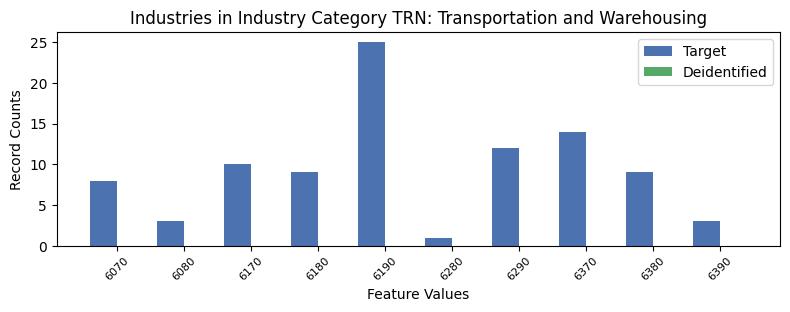 Industries in Industry Category TRN: Transportation and Warehousing
Record Counts
25
20
15
10
5
0
Target
Deidentified
6070 6080 6170 6180 6190 6280 6290 6370 6380 6390
Feature Values